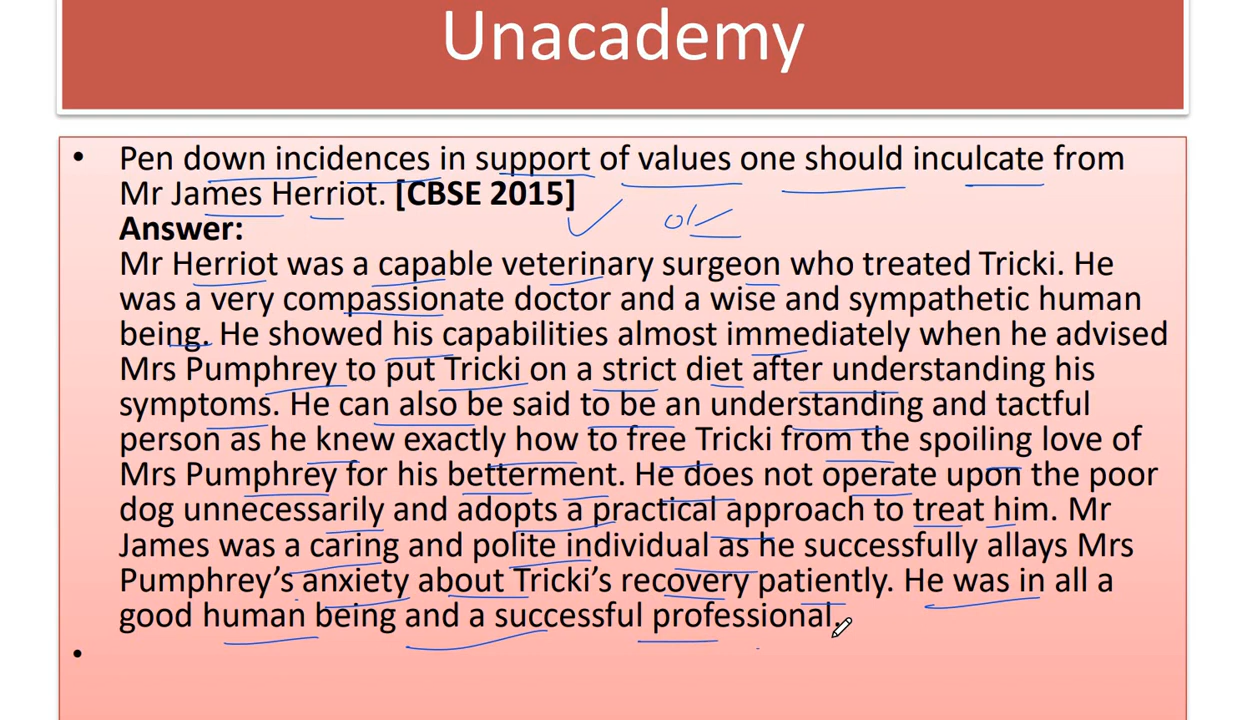 Unacademy
• Pen down incidences in support of values one should inculcate from
Mr James Herriot. [CBSE 2015]
ok
Answer:
Mr Herriot was a capable veterinary surgeon who treated Tricki. He
was a very compassionate doctor and a wise and sympathetic human
being. He showed his capabilities almost immediately when he advised
Mrs Pumphrey to put Tricki on a strict diet after understanding his
symptoms. He can also be said to be an understanding and tactful
person as he knew exactly how to free Tricki from the spoiling love of
Mrs Pumphrey for his betterment. He does not operate upon the poor
dog unnecessarily and adopts a practical approach to treat him. Mr
James was a caring and polite individual as he successfully allays Mrs
Pumphrey’s anxiety about Tricki’s recovery patiently. He was in all a
good human being and a successful professional.
•